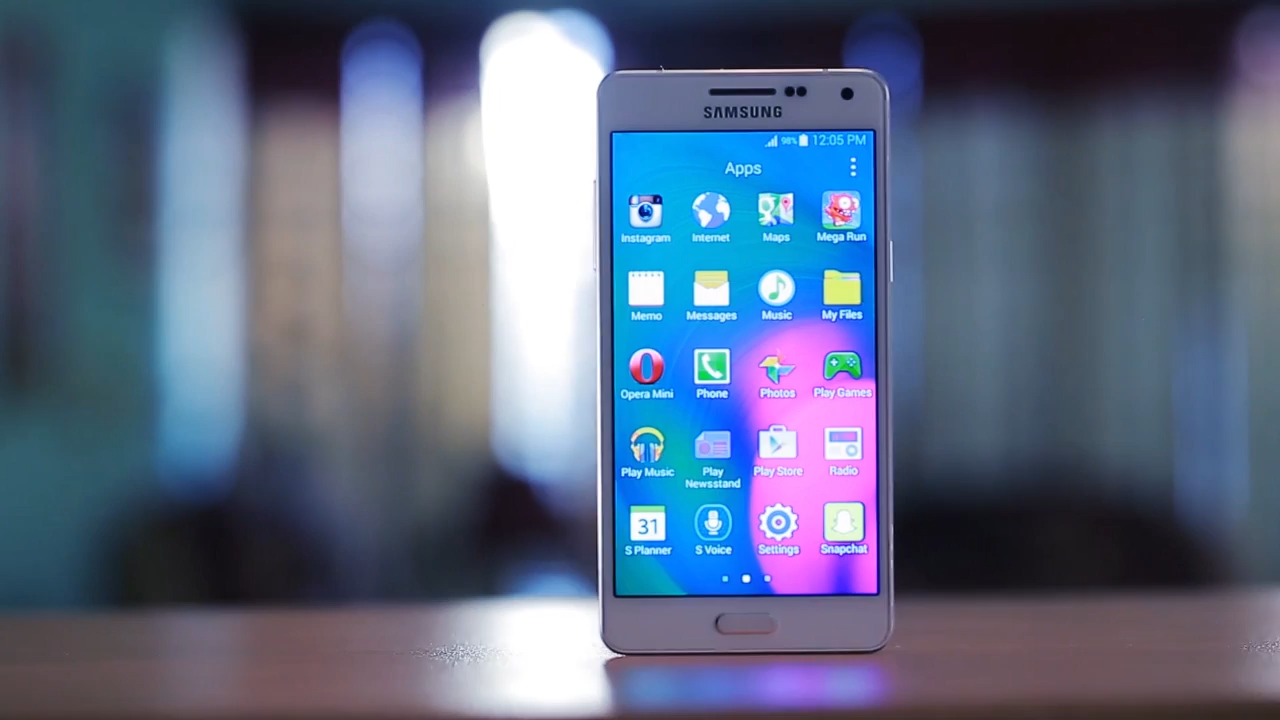 SAMSUNG
98% 12:05 PM
Apps
Instagram Internet Maps Mega Run
Memo Messages Music My Files
Opera Mini Phone Photos Play Games
Play Music Play Newsstand Play Store Radio
31
S Planner S Voice Settings Snapchat